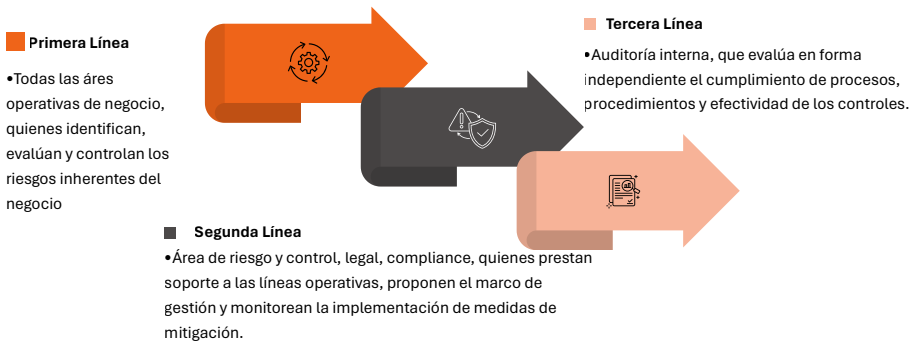 Primera Línea
•Todas las áres
operativas de negocio,
quienes identifican,
evalúan y controlan los
riesgos inherentes del
negocio
Segunda Línea
•Área de riesgo y control, legal, compliance, quienes prestan
soporte a las líneas operativas, proponen el marco de
gestión y monitorean la implementación de medidas de
mitigación.
Tercera Línea
•Auditoría interna, que evalúa en forma
independiente el cumplimiento de procesos,
procedimientos y efectividad de los controles.